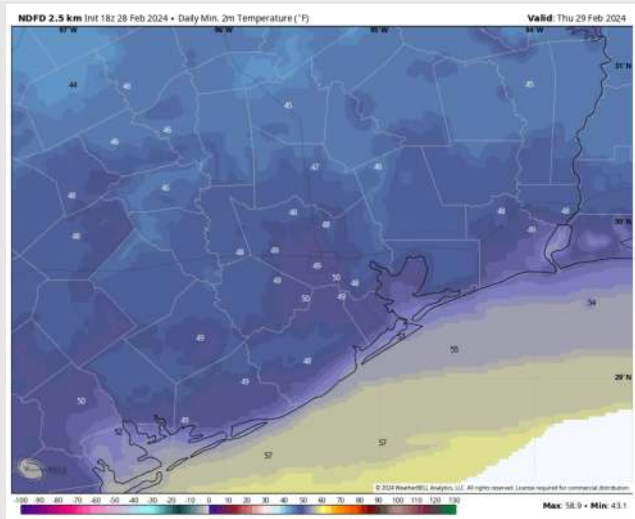 NDFD 2.5 km Init 18z 28 Feb 2024 • Daily Min. 2m Temperature (°F)
Valid: Thu 29 Feb 2024
97°W 96°W 95°W 94°W
31°N
44 46 45 45
46 46
47 46
48 46
48 48 48 46
48 48 49 49
30°N
49 49 50 48
50 49
54
49 48 55
49
29°N
50 49
52 57
57
© 2024 WeatherBELL Analytics, LLC. All rights reserved. License required for commercial distribution.
-100 -90 -80 -70 -60 -50 -40 -30 -20 -10 0 10 20 30 40 50 60 70 80 90 100 110 120 130
Max: 58.9 • Min: 43.1